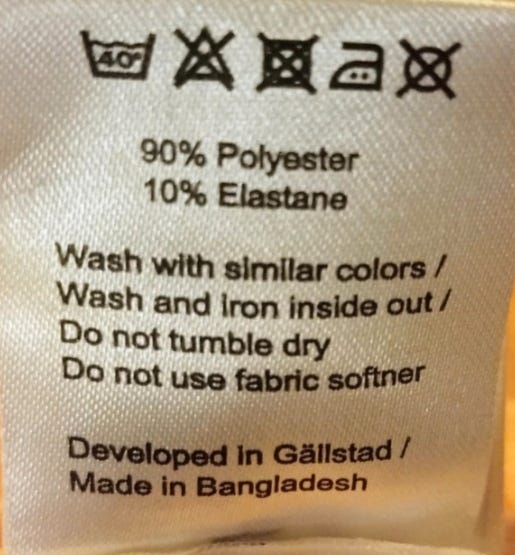 40°
90% Polyester
10% Elastane
Wash with similar colors /
Wash and iron inside out /
Do not tumble dry
Do not use fabric softner
Developed in Gällstad /
Made in Bangladesh